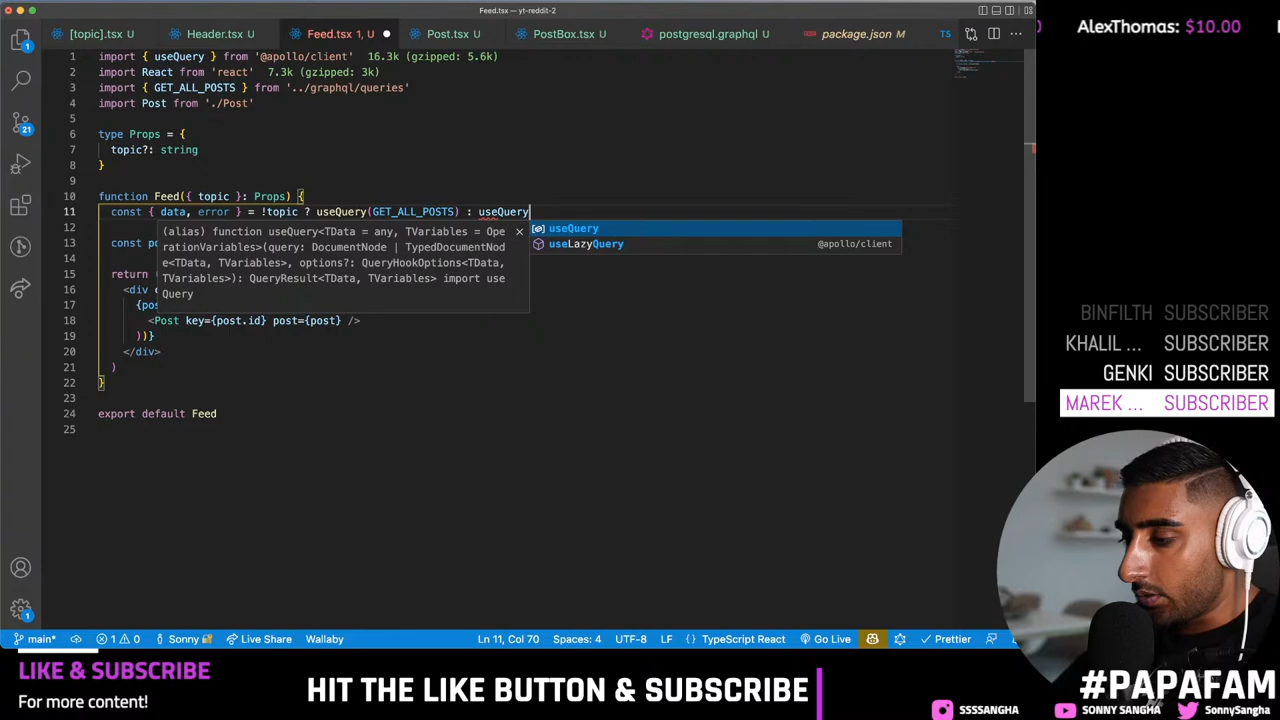 Feed.tsx — yt-reddit-2
[topic].tsx U
Header.tsx U
Feed.tsx 1, U
Post.tsx U
PostBox.tsx U
postgresql.graphql U
package.json M
TS
AlexThomas: $10.00
1 import { useQuery } from '@apollo/client' 16.3k (gzipped: 5.6k)
2 import React from 'react' 7.3k (gzipped: 3k)
3 import { GET_ALL_POSTS } from '../graphql/queries'
4 import Post from './Post'
5
6 type Props = {
7 topic?: string
8 }
9
10 function Feed({ topic }: Props) {
11 const { data, error } = !topic ? useQuery(GET_ALL_POSTS) : useQuery
12
(alias) function useQuery<TData = any, TVariables = Ope
rationVariables>(query: DocumentNode | TypedDocumentNod
e<TData, TVariables>, options?: QueryHookOptions<TData,
TVariables>): QueryResult<TData, TVariables> import use
Query
useQuery
useLazyQuery @apollo/client
13 const po
14
15 return (
16 <div c
17 {pos
18 <Post key={post.id} post={post} />
19 ))}
20 </div>
21 )
22 }
23
24 export default Feed
25
1
21
1
BINFILTH SUBSCRIBER
KHALIL ... SUBSCRIBER
GENKI SUBSCRIBER
MAREK ... SUBSCRIBER
main* 1 0 Sonny Live Share Wallaby Ln 11, Col 70 Spaces: 4 UTF-8 LF {} TypeScript React Go Live Prettier
LIKE & SUBSCRIBE
For more content!
HIT THE LIKE BUTTON & SUBSCRIBE
#PAPAFAM
SSSSANGHA SONNY SANGHA SonnySangha